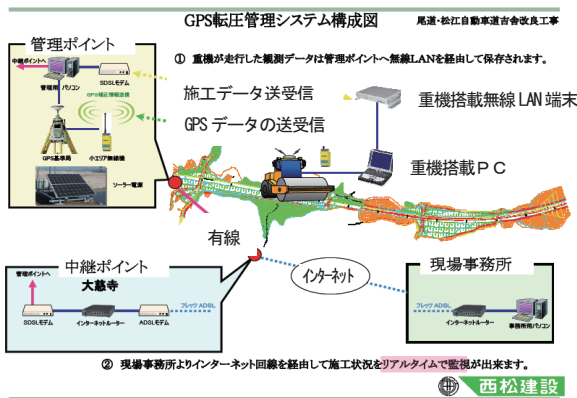 GPS転圧管理システム構成図
尾道・松江自動車道吉舎改良工事
管理ポイント
中継ポイントへ
管理用パソコン
SDSLモデム
GPS補正情報送信
GPS基準局
小エリア無線機
ソーラー電源
① 重機が走行した観測データは管理ポイントへ無線LANを経由して保存されます。
施工データ送受信
GPSデータの送受信
重機搭載無線LAN端末
重機搭載PC
有線
中継ポイント
大慈寺
管理ポイントへ
SDSLモデム
インターネットルーター
ADSLモデム
フレッツADSL
インターネット
現場事務所
フレッツADSL
インターネットルーター
事務所用パソコン
② 現場事務所よりインターネット回線を経由して施工状況をリアルタイムで監視が出来ます。
西松建設